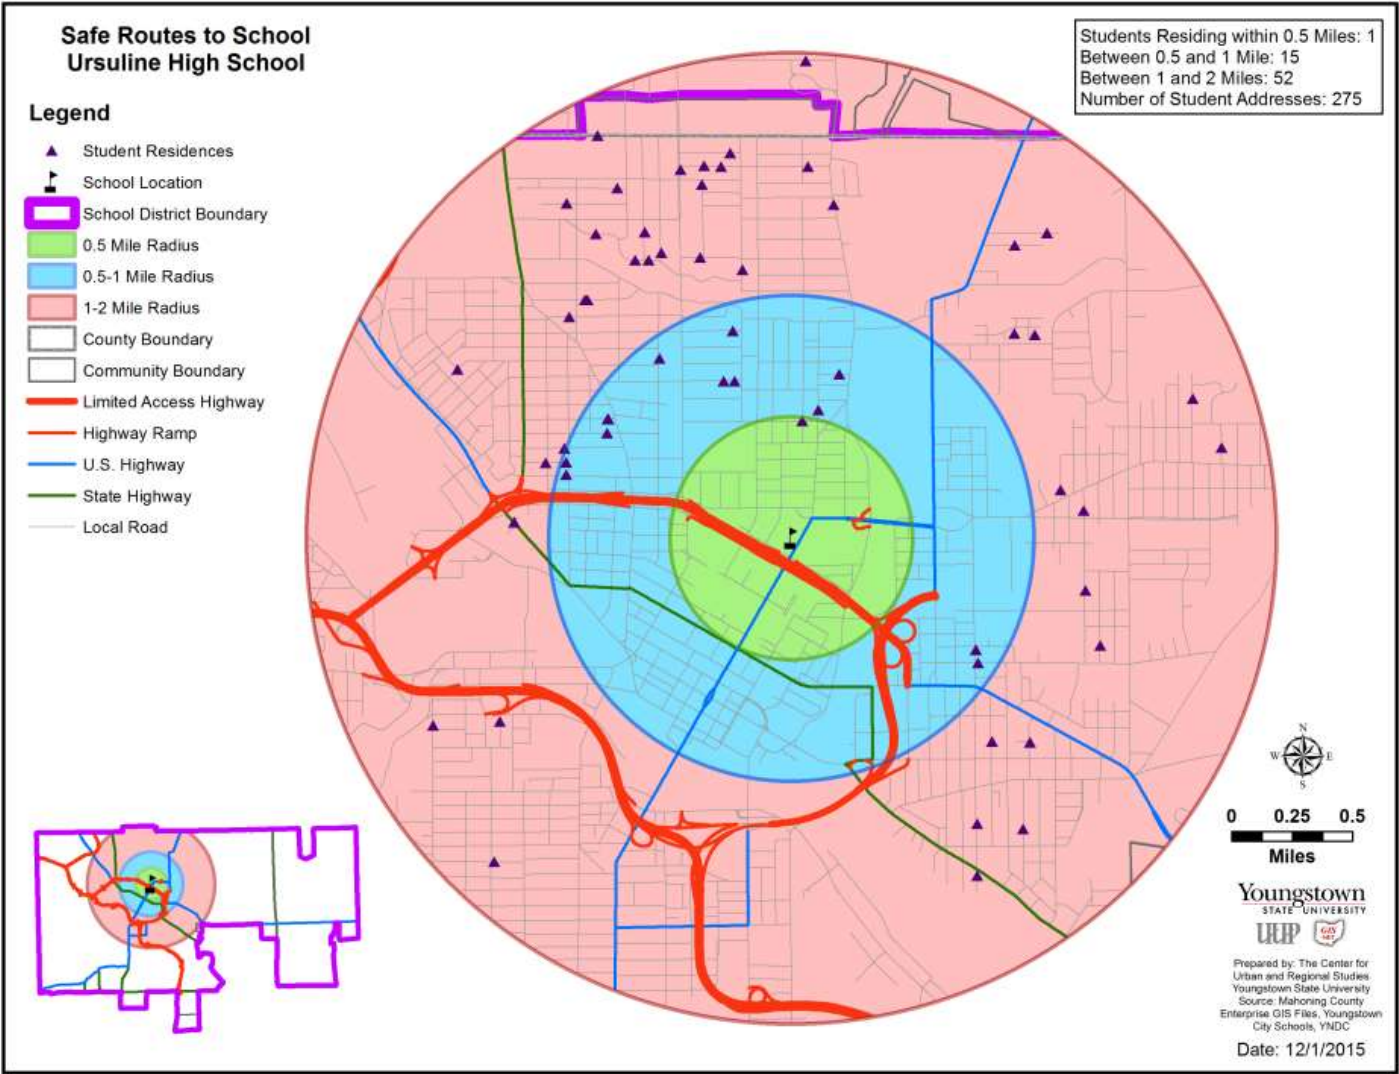 Safe Routes to School
Ursuline High School
Students Residing within 0.5 Miles: 1
Between 0.5 and 1 Mile: 15
Between 1 and 2 Miles: 52
Number of Student Addresses: 275
Legend
Student Residences
School Location
School District Boundary
0.5 Mile Radius
0.5-1 Mile Radius
1-2 Mile Radius
County Boundary
Community Boundary
Limited Access Highway
Highway Ramp
U.S. Highway
State Highway
Local Road
N
W E
S
0 0.25 0.5
Miles
Youngstown
STATE UNIVERSITY
UUP
GIS
Prepared by: The Center for
Urban and Regional Studies
Youngstown State University
Source: Mahoning County
Enterprise GIS Files, Youngstown
City Schools, YNDC
Date: 12/1/2015